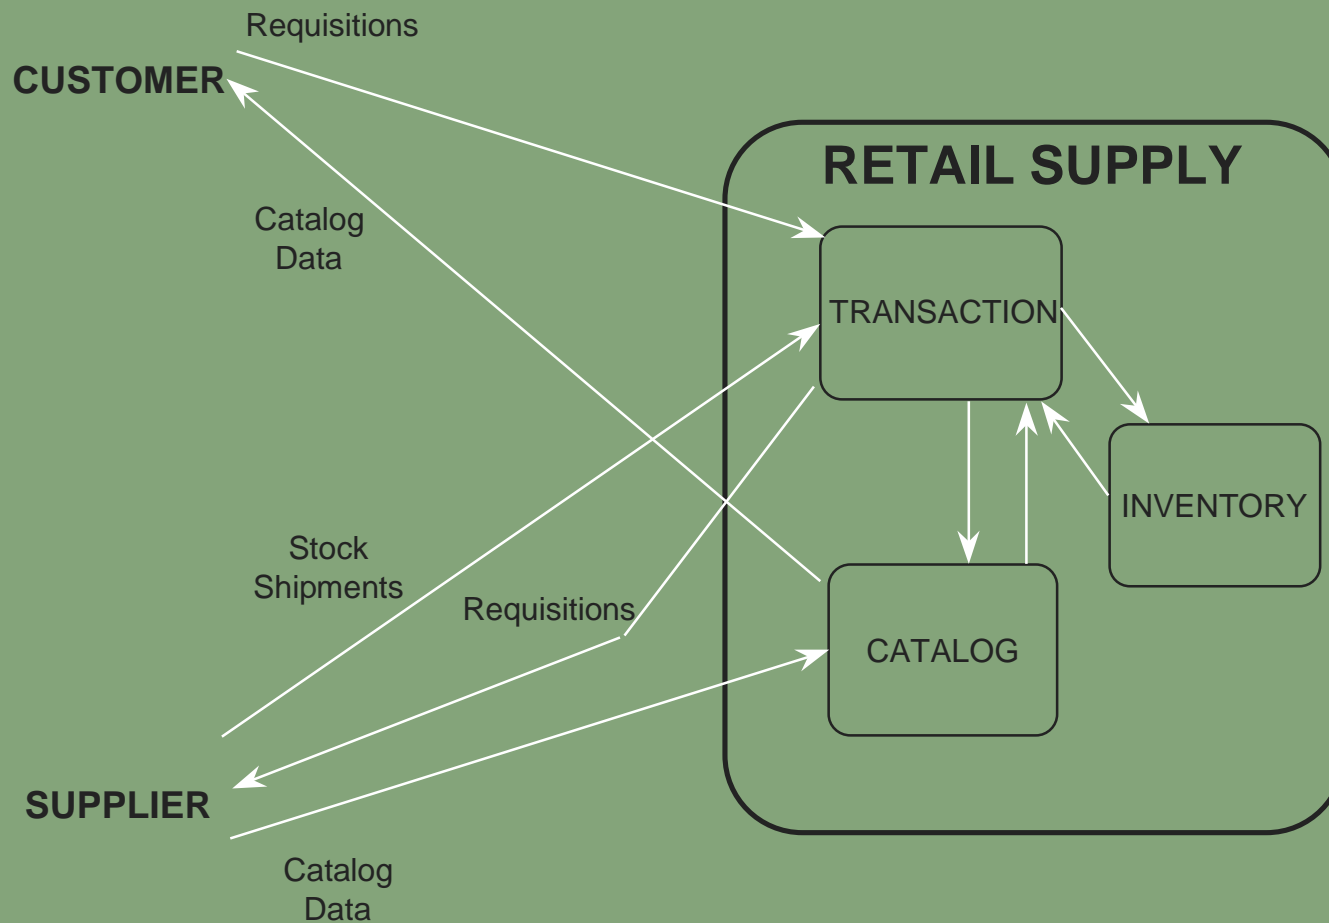 Requisitions
CUSTOMER
RETAIL SUPPLY
Catalog
Data
TRANSACTION
INVENTORY
Stock
Shipments
Requisitions
CATALOG
SUPPLIER
Catalog
Data